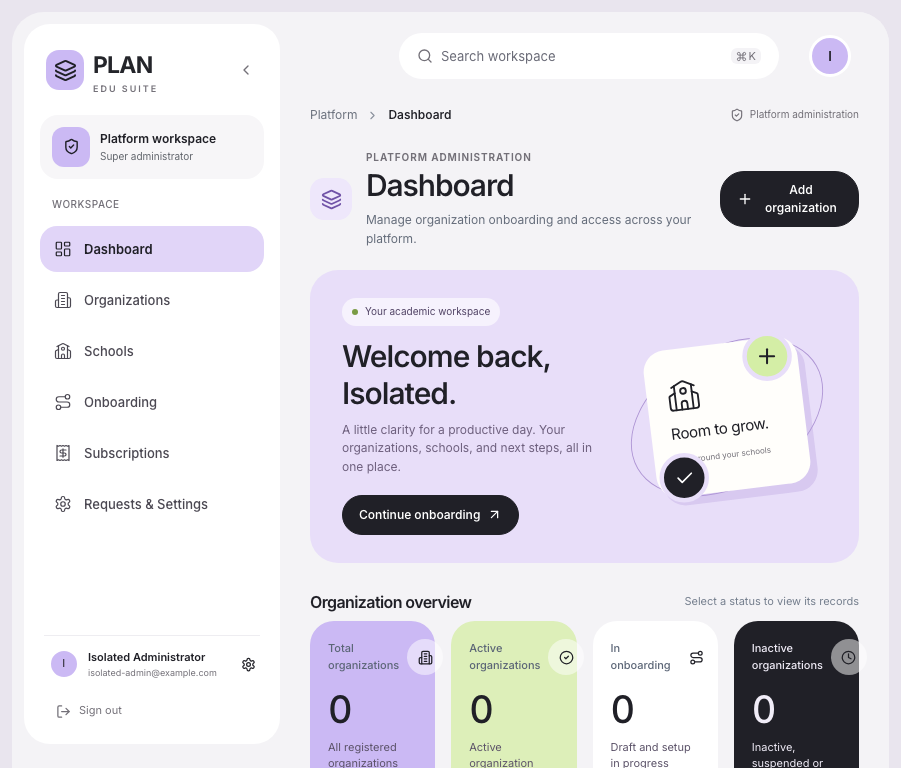 PLAN
EDU SUITE
Platform workspace
Super administrator
WORKSPACE
Dashboard
Organizations
Schools
Onboarding
Subscriptions
Requests & Settings
I
Isolated Administrator
isolated-admin@example.com
Sign out
Search workspace
⌘K
I
Platform
Dashboard
Platform administration
PLATFORM ADMINISTRATION
Dashboard
Manage organization onboarding and access across your
platform.
Add
organization
Your academic workspace
Welcome back,
Isolated.
A little clarity for a productive day. Your
organizations, schools, and next steps, all in
one place.
Continue onboarding
Room to grow.
round your schools
Organization overview
Select a status to view its records
Total
organizations
0
All registered
organizations
Active
organizations
0
Active
organization
In
onboarding
0
Draft and setup
in progress
Inactive
organizations
0
Inactive,
suspended or